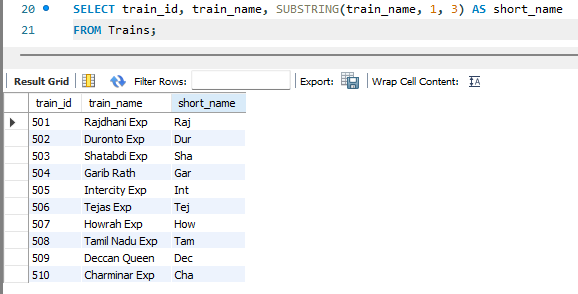 20 SELECT train_id, train_name, SUBSTRING(train_name, 1, 3) AS short_name
21 FROM Trains;
Result Grid Filter Rows: Export: Wrap Cell Content:
train_id train_name short_name
501 Rajdhani Exp Raj
502 Duronto Exp Dur
503 Shatabdi Exp Sha
504 Garib Rath Gar
505 Intercity Exp Int
506 Tejas Exp Tej
507 Howrah Exp How
508 Tamil Nadu Exp Tam
509 Deccan Queen Dec
510 Charminar Exp Cha